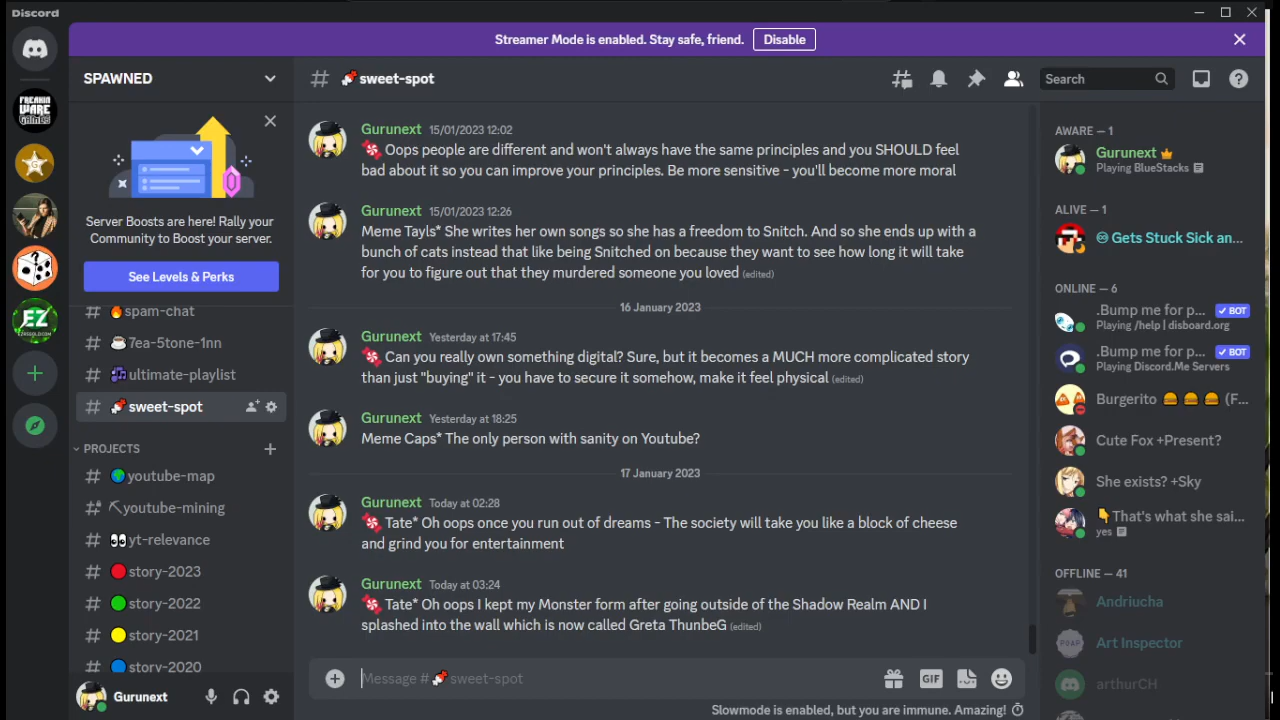 Discord
Streamer Mode is enabled. Stay safe, friend.
Disable
FREAKIN
WARE
GAMES
EZ
SPAWNED
Server Boosts are here! Rally your
Community to Boost your server.
See Levels & Perks
# 🔥spam-chat
# ☕7ea-5tone-1nn
# 🎶ultimate-playlist
# 🍬sweet-spot
PROJECTS
# 🌍youtube-map
# ⛏youtube-mining
# 👀yt-relevance
# 🔴story-2023
# 🟢story-2022
# 🟡story-2021
# 🔵story-2020
Gurunext
# 🍬sweet-spot
Search
Gurunext 15/01/2023 12:02
🍬 Oops people are different and won't always have the same principles and you SHOULD feel
bad about it so you can improve your principles. Be more sensitive - you'll become more moral
Gurunext 15/01/2023 12:26
Meme Tayls* She writes her own songs so she has a freedom to Snitch. And so she ends up with a
bunch of cats instead that like being Snitched on because they want to see how long it will take
for you to figure out that they murdered someone you loved (edited)
16 January 2023
Gurunext Yesterday at 17:45
🍬 Can you really own something digital? Sure, but it becomes a MUCH more complicated story
than just "buying" it - you have to secure it somehow, make it feel physical (edited)
Gurunext Yesterday at 18:25
Meme Caps* The only person with sanity on Youtube?
17 January 2023
Gurunext Today at 02:28
🍬 Tate* Oh oops once you run out of dreams - The society will take you like a block of cheese
and grind you for entertainment
Gurunext Today at 03:24
🍬 Tate* Oh oops I kept my Monster form after going outside of the Shadow Realm AND I
splashed into the wall which is now called Greta ThunbeG (edited)
Message # 🍬sweet-spot
GIF
Slowmode is enabled, but you are immune. Amazing!
AWARE — 1
Gurunext
Playing BlueStacks
ALIVE — 1
♾ Gets Stuck Sick an...
ONLINE — 6
.Bump me for p... ✓ BOT
Playing /help | disboard.org
.Bump me for p... ✓ BOT
Playing Discord.Me Servers
Burgerito 🍔 🍔 🍔 (F...
Cute Fox +Present?
She exists? +Sky
👇That's what she sai...
yes
OFFLINE — 41
Andriucha
Art Inspector
arthurCH